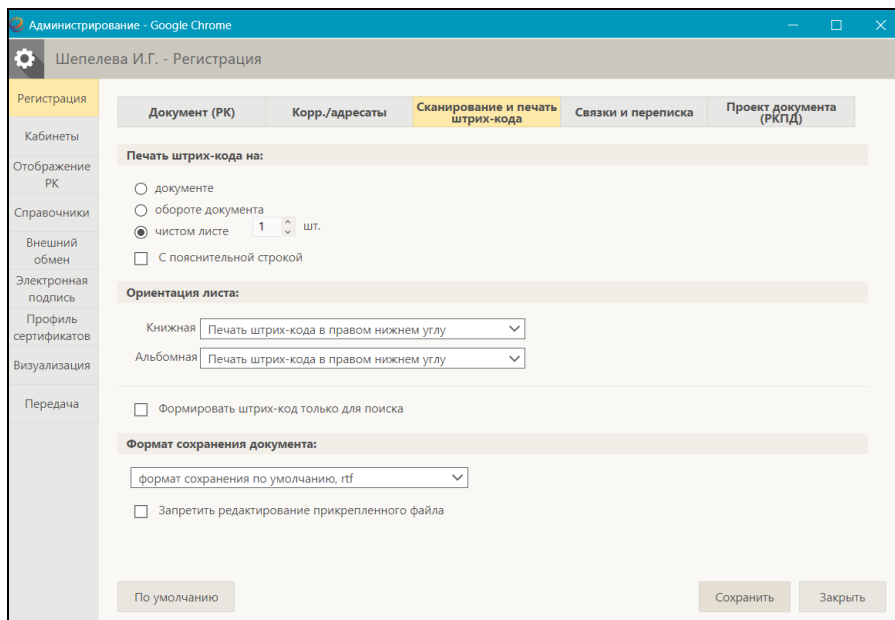 Администрирование - Google Chrome
Шепелева И.Г. - Регистрация
Регистрация
Кабинеты
Отображение
РК
Справочники
Внешний
обмен
Электронная
подпись
Профиль
сертификатов
Визуализация
Передача
Документ (РК)
Корр./адресаты
Сканирование и печать
штрих-кода
Связки и переписка
Проект документа
(РКПД)
Печать штрих-кода на:
документе
обороте документа
чистом листе 1 шт.
С пояснительной строкой
Ориентация листа:
Книжная Печать штрих-кода в правом нижнем углу
Альбомная Печать штрих-кода в правом нижнем углу
Формировать штрих-код только для поиска
Формат сохранения документа:
формат сохранения по умолчанию, rtf
Запретить редактирование прикрепленного файла
По умолчанию
Сохранить
Закрыть